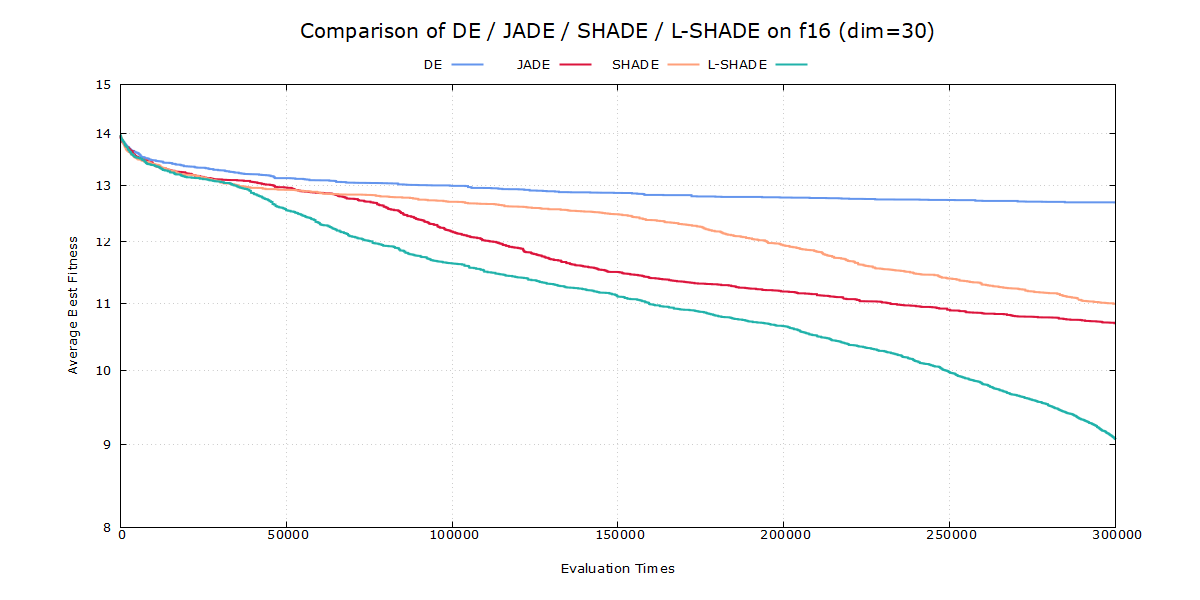 Comparison of DE / JADE / SHADE / L-SHADE on f16 (dim=30)
DE JADE SHADE L-SHADE
15
14
13
12
11
10
9
8
Average Best Fitness
0 50000 100000 150000 200000 250000 300000
Evaluation Times